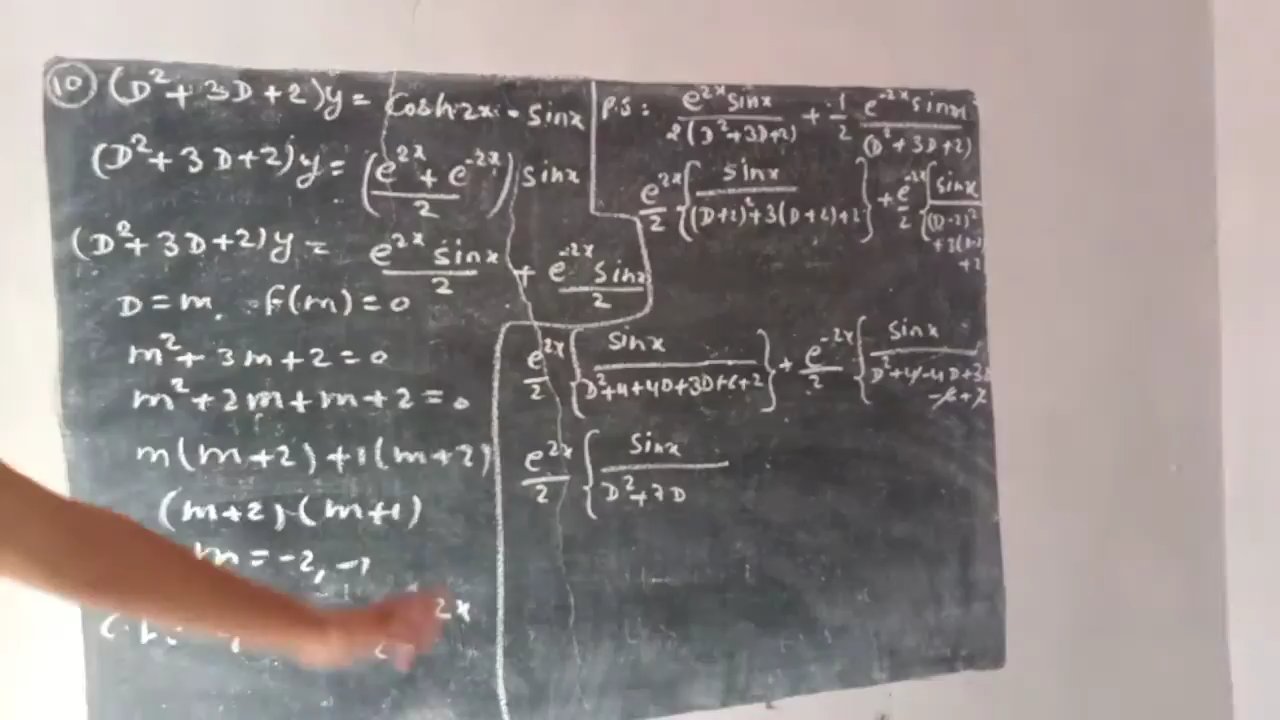 ⑩ (D²+3D+2)y = Cosh2x · sinx
(D²+3D+2)y = (e^{2x} + e^{-2x} / 2) sinx
(D²+3D+2)y = e^{2x} sinx / 2 + e^{-2x} sinx / 2
D = m, f(m) = 0
m²+3m+2=0
m²+2m+m+2=0
m(m+2)+1(m+2)
(m+2)(m+1)
m = -2, -1
2x
P.S: e^{2x} sinx / 2(D²+3D+2) + 1/2 e^{-2x} sinx / (D²+3D+2)
e^{2x}/2 { sinx / (D+2)²+3(D+2)+2 } + e^{-2x}/2 { sinx / (D-2)²
+2
e^{2x}/2 { sinx / D²+4+4D+3D+6+2 } + e^{-2x}/2 { sinx / D²+4-4D+3D
-6+2
e^{2x}/2 { sinx / D²+7D